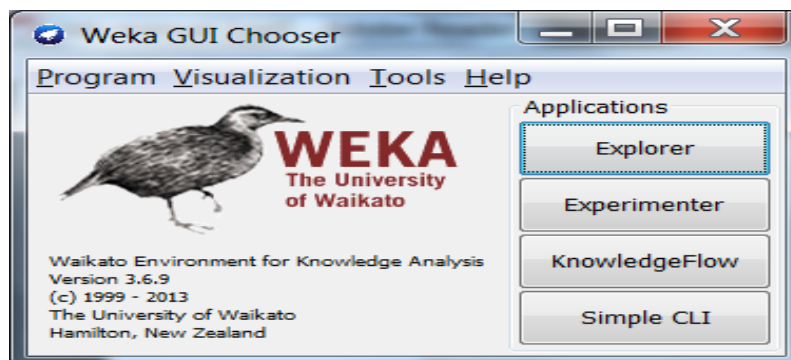 Weka GUI Chooser
Program Visualization Tools Help
WEKA
The University
of Waikato
Waikato Environment for Knowledge Analysis
Version 3.6.9
(c) 1999 - 2013
The University of Waikato
Hamilton, New Zealand
Applications
Explorer
Experimenter
KnowledgeFlow
Simple CLI